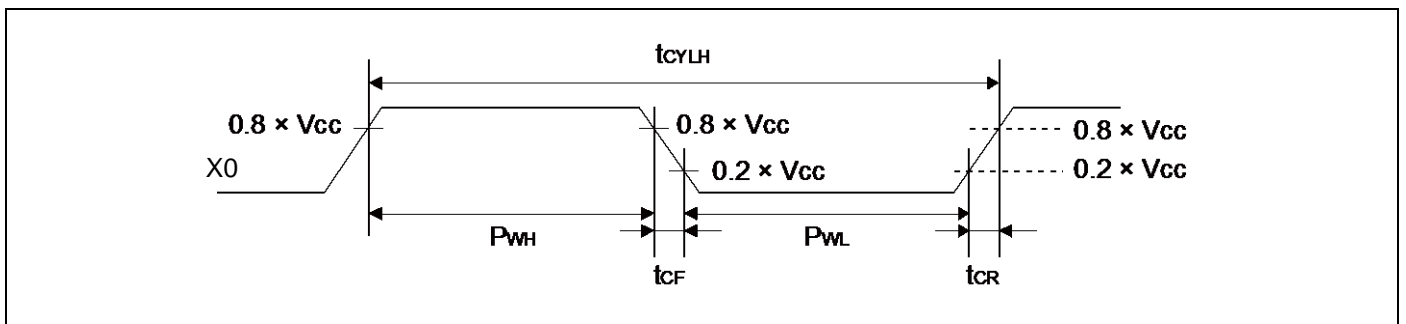 tCYLH
0.8 × Vcc
0.8 × Vcc
0.8 × Vcc
X0
0.2 × Vcc
0.2 × Vcc
PWH
PWL
tCF
tCR